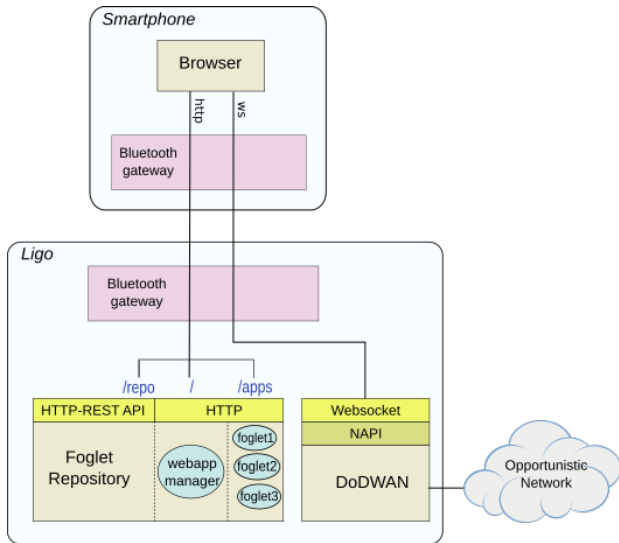 Smartphone
Browser
http
ws
Bluetooth
gateway
Ligo
Bluetooth
gateway
/repo
/
/apps
HTTP-REST API
HTTP
Websocket
NAPI
Foglet
Repository
webapp
manager
foglet1
foglet2
foglet3
DoDWAN
Opportunistic
Network